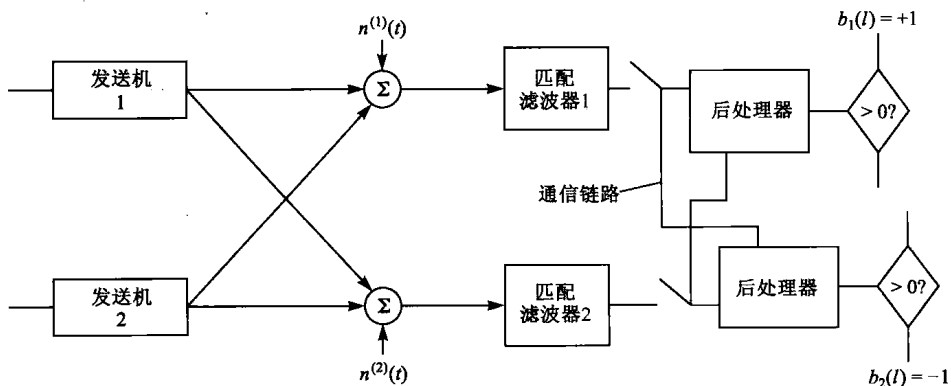 n^{(1)}(t)
b_1(l) = +1
发送机
1
Σ
匹配
滤波器1
后处理器
> 0?
通信链路
发送机
2
Σ
匹配
滤波器2
后处理器
> 0?
n^{(2)}(t)
b_2(l) = −1